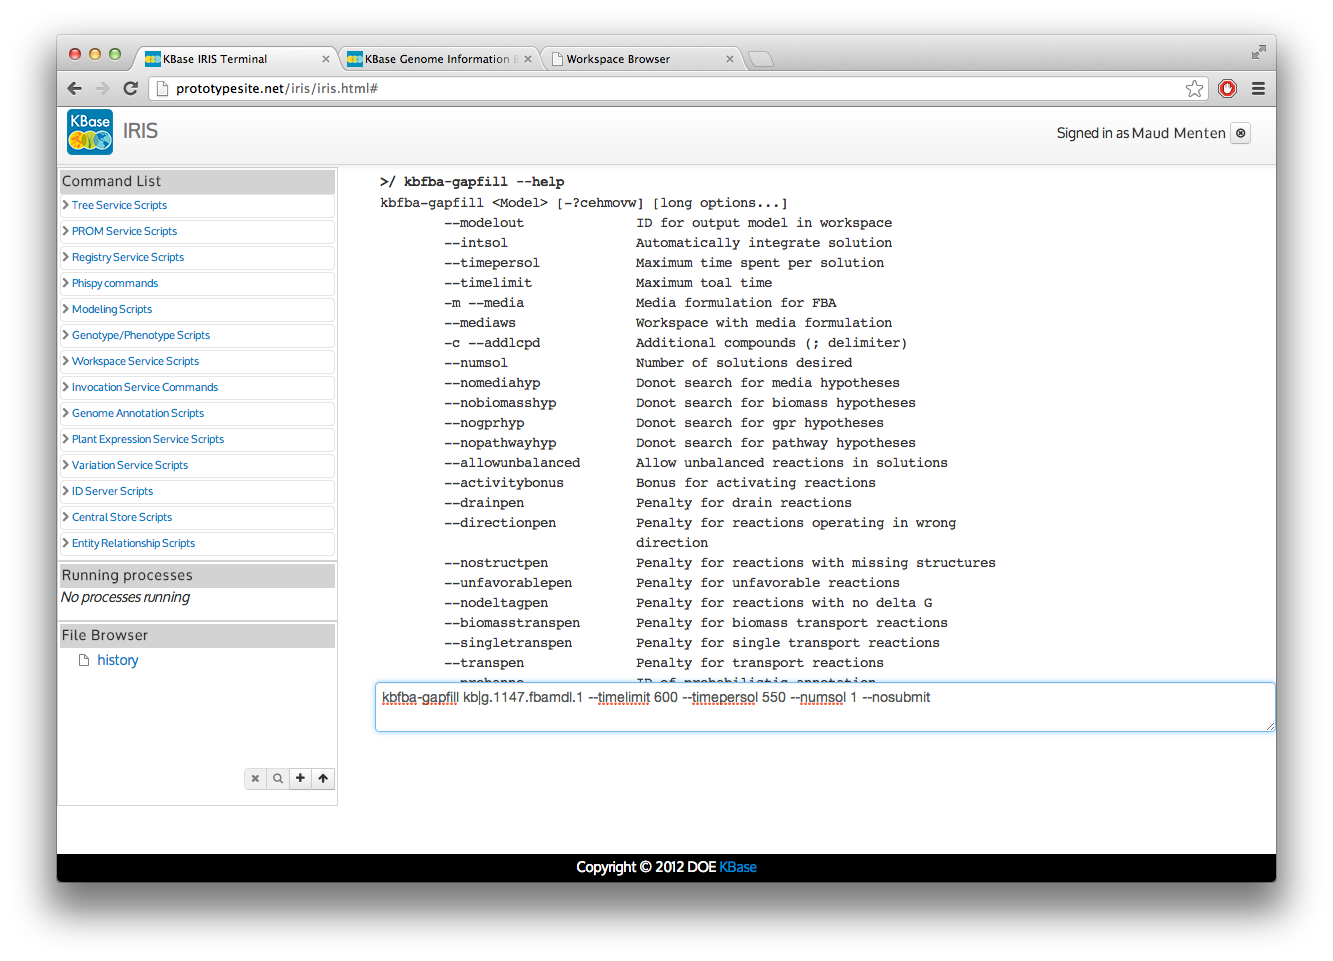 KBase IRIS Terminal
KBase Genome Information
Workspace Browser
prototypesite.net/iris/iris.html#
KBase
IRIS
Signed in as Maud Menten
Command List
Tree Service Scripts
PROM Service Scripts
Registry Service Scripts
Phispy commands
Modeling Scripts
Genotype/Phenotype Scripts
Workspace Service Scripts
Invocation Service Commands
Genome Annotation Scripts
Plant Expression Service Scripts
Variation Service Scripts
ID Server Scripts
Central Store Scripts
Entity Relationship Scripts
Running processes
No processes running
File Browser
history
>/ kbfba-gapfill --help
kbfba-gapfill <Model> [-?cehmovw] [long options...]
--modelout ID for output model in workspace
--intsol Automatically integrate solution
--timepersol Maximum time spent per solution
--timelimit Maximum toal time
-m --media Media formulation for FBA
--mediaws Workspace with media formulation
-c --addlcpd Additional compounds (; delimiter)
--numsol Number of solutions desired
--nomediahyp Donot search for media hypotheses
--nobiomasshyp Donot search for biomass hypotheses
--nogprhyp Donot search for gpr hypotheses
--nopathwayhyp Donot search for pathway hypotheses
--allowunbalanced Allow unbalanced reactions in solutions
--activitybonus Bonus for activating reactions
--drainpen Penalty for drain reactions
--directionpen Penalty for reactions operating in wrong
direction
--nostructpen Penalty for reactions with missing structures
--unfavorablepen Penalty for unfavorable reactions
--nodeltagpen Penalty for reactions with no delta G
--biomasstranspen Penalty for biomass transport reactions
--singletranspen Penalty for single transport reactions
--transpen Penalty for transport reactions
--probanno ID of probabilistic annotation
kbfba-gapfill kb|g.1147.fbamdl.1 --timelimit 600 --timepersol 550 --numsol 1 --nosubmit
Copyright © 2012 DOE KBase